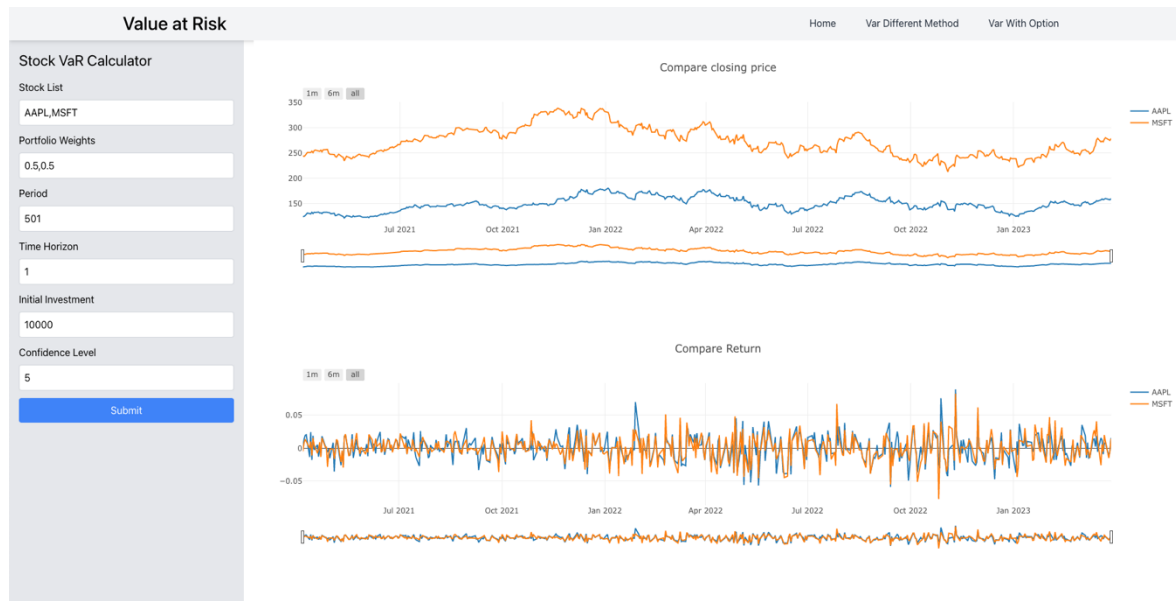 Value at Risk
Home Var Different Method Var With Option
Stock VaR Calculator
Stock List
AAPL,MSFT
Portfolio Weights
0.5,0.5
Period
501
Time Horizon
1
Initial Investment
10000
Confidence Level
5
Submit
Compare closing price
1m 6m all
350
300
250
200
150
Jul 2021 Oct 2021 Jan 2022 Apr 2022 Jul 2022 Oct 2022 Jan 2023
AAPL
MSFT
Compare Return
1m 6m all
0.05
0
−0.05
Jul 2021 Oct 2021 Jan 2022 Apr 2022 Jul 2022 Oct 2022 Jan 2023
AAPL
MSFT